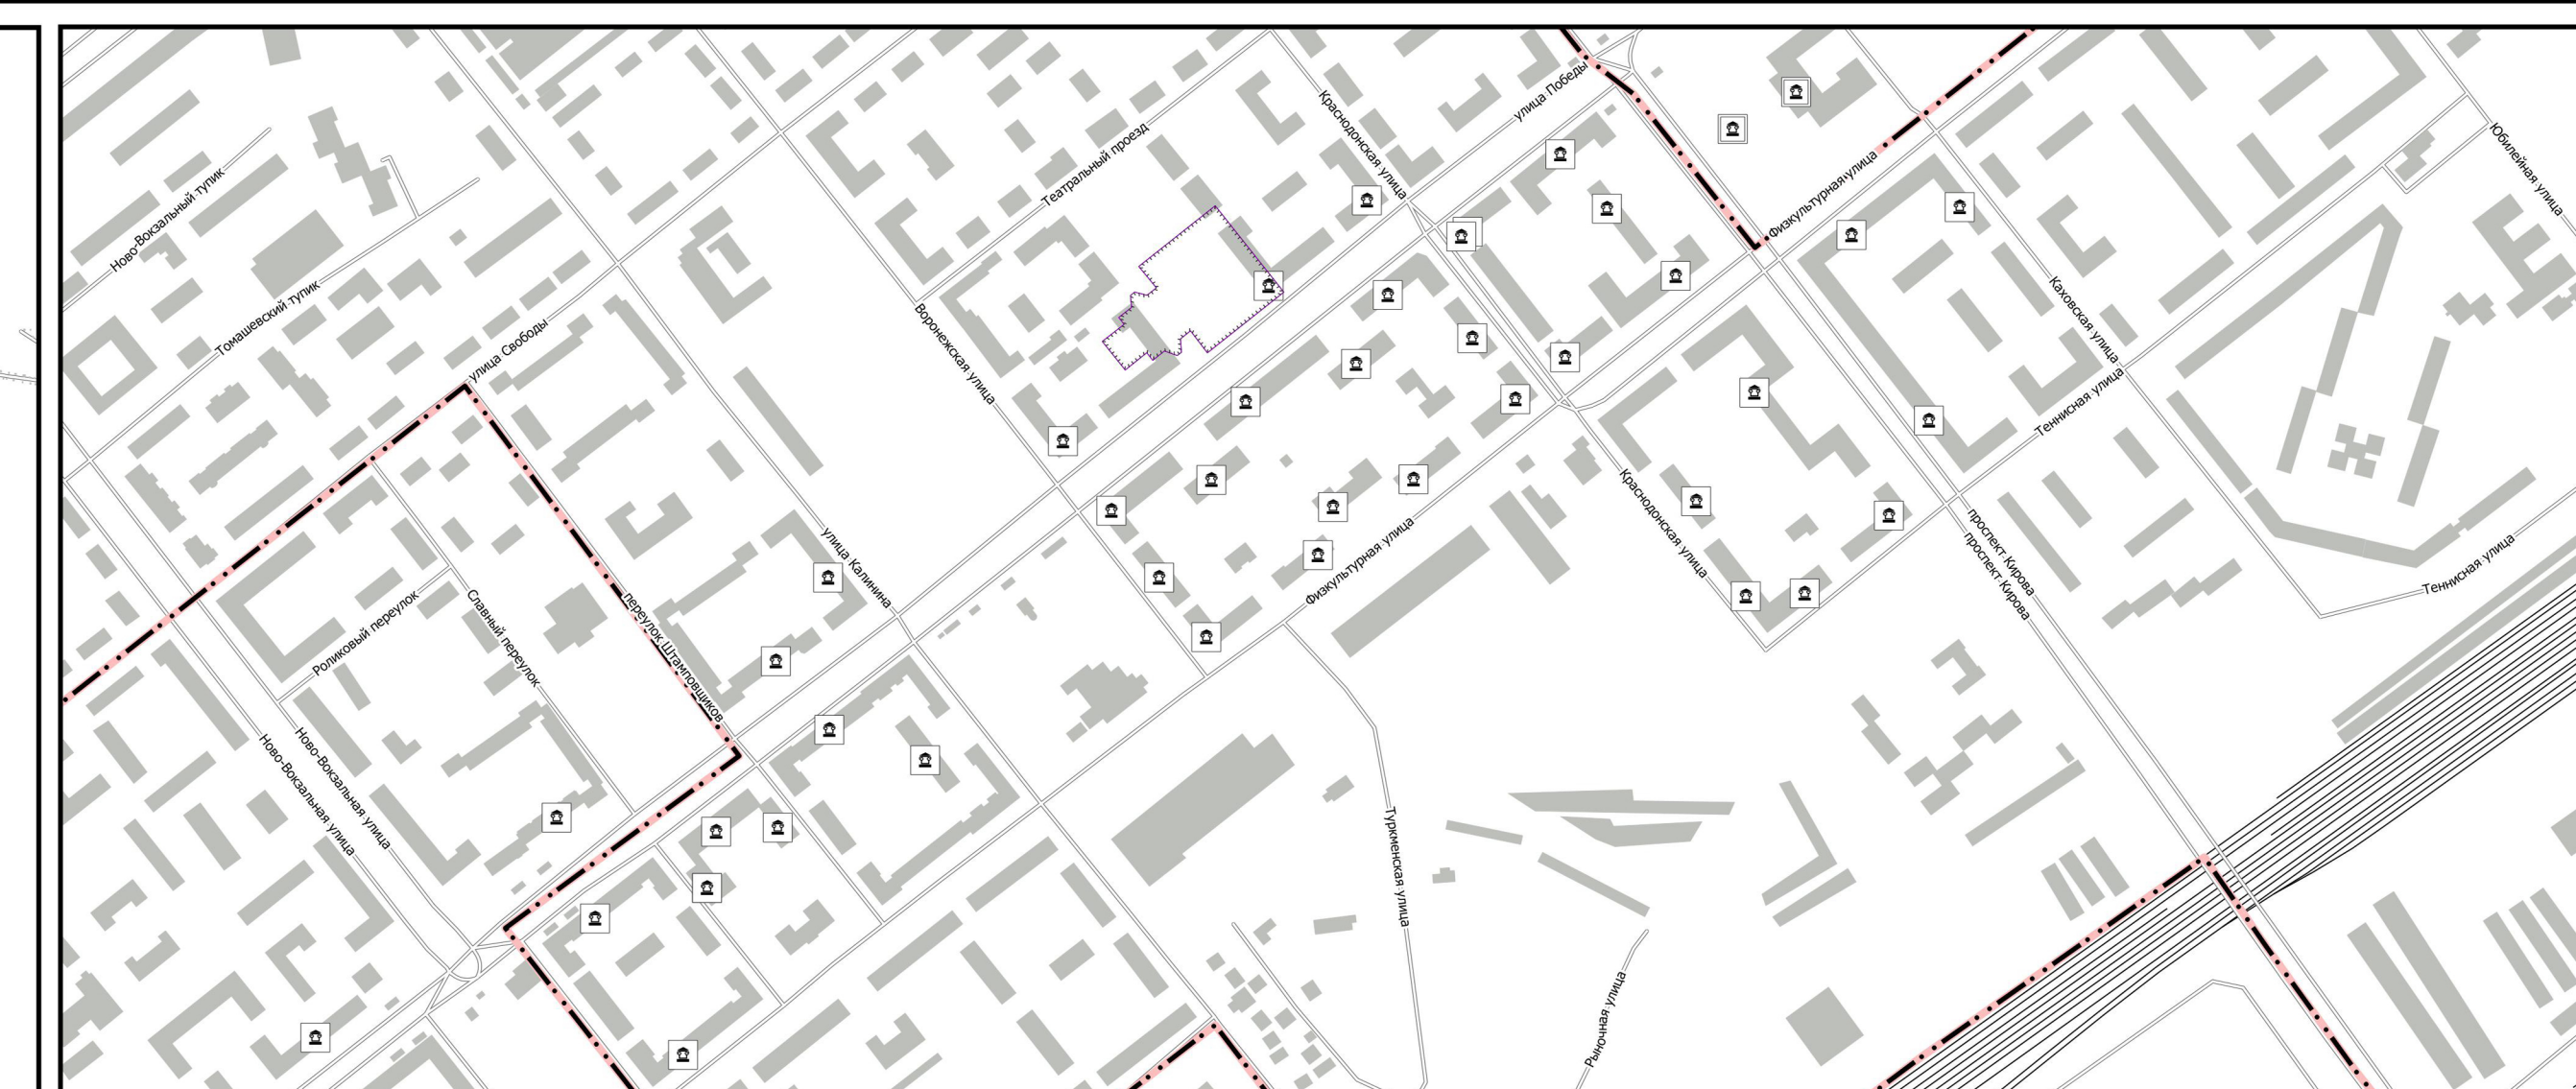 улица Победы
Краснодонская улица
Театральный проезд
Юбилейная улица
Физкультурная улица
Ново-Вокзальный тупик
Томашевский тупик
улица Свободы
Воронежская улица
Каховская улица
Теннисная улица
Краснодонская улица
Физкультурная улица
проспект Кирова
проспект Кирова
Теннисная улица
улица Калинина
переулок Штамповщиков
Славный переулок
Роликовый переулок
Ново-Вокзальная улица
Ново-Вокзальная улица
Туркменская улица
Рыночная улица